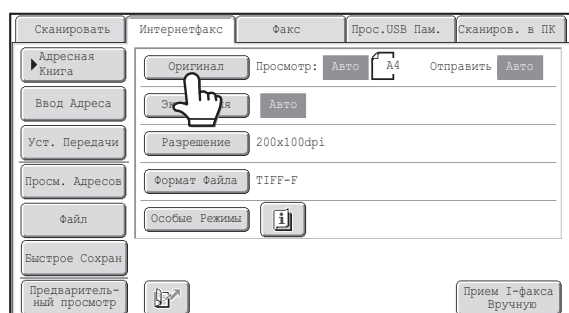 Сканировать Интернетфакс Факс Прос.USB Пам. Сканиров. в ПК
Адресная
Книга
Оригинал Просмотр: Авто A4 Отправить Авто
Ввод Адреса
Авто
Уст. Передачи
Разрешение 200x100dpi
Просм. Адресов
Формат Файла TIFF-F
Файл
Особые Режимы
Быстрое Сохран
Предваритель-
ный просмотр
Прием I-факса
Вручную